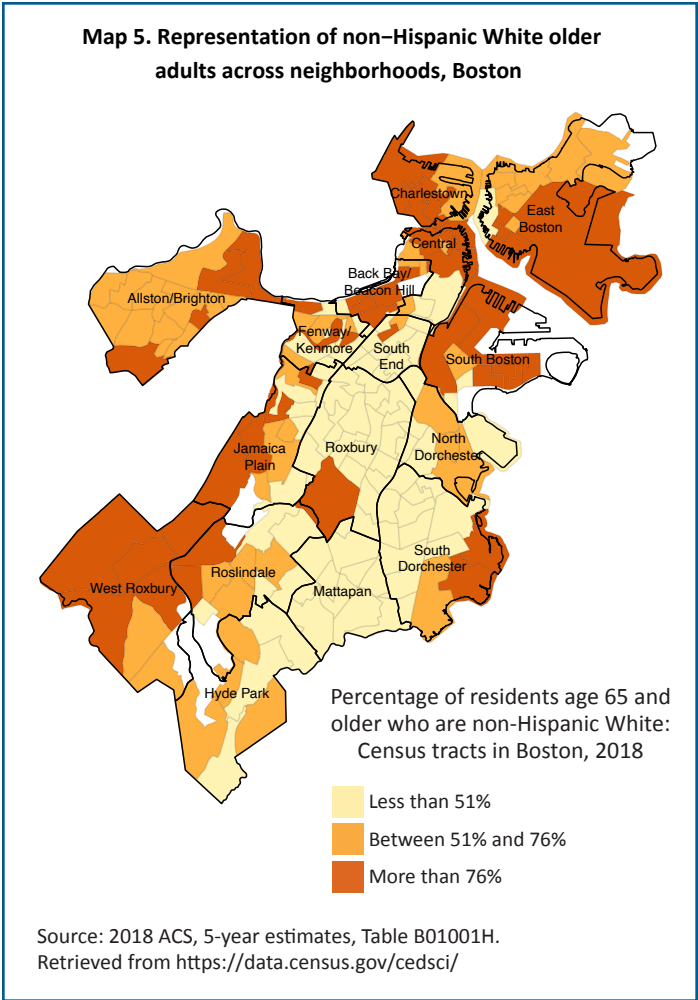 Map 5. Representation of non–Hispanic White older
adults across neighborhoods, Boston
Charlestown
East
Boston
Central
Back Bay/
Beacon Hill
Allston/Brighton
Fenway/
Kenmore
South
End
South Boston
Jamaica
Plain
Roxbury
North
Dorchester
South
Dorchester
West Roxbury
Roslindale
Mattapan
Hyde Park
Percentage of residents age 65 and
older who are non-Hispanic White:
Census tracts in Boston, 2018
Less than 51%
Between 51% and 76%
More than 76%
Source: 2018 ACS, 5-year estimates, Table B01001H.
Retrieved from https://data.census.gov/cedsci/